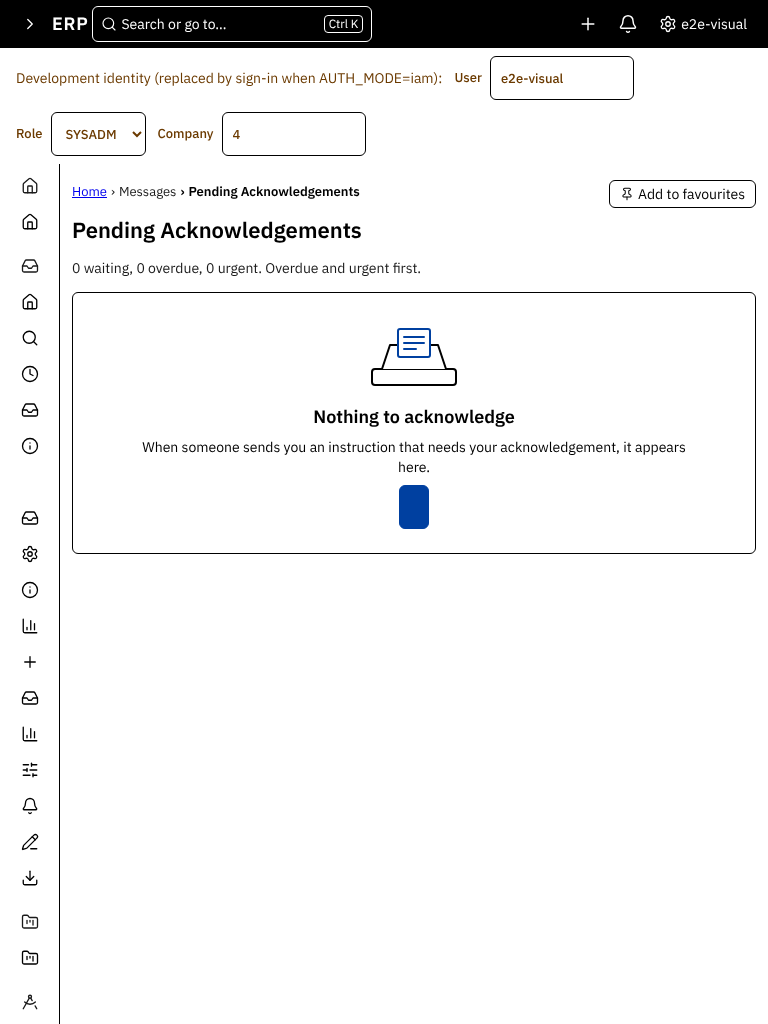 ERP
Search or go to...
Ctrl K
e2e-visual
Development identity (replaced by sign-in when AUTH_MODE=iam):
User
e2e-visual
Role
SYSADM
Company
4
Home › Messages › Pending Acknowledgements
Add to favourites
Pending Acknowledgements
0 waiting, 0 overdue, 0 urgent. Overdue and urgent first.
Nothing to acknowledge
When someone sends you an instruction that needs your acknowledgement, it appears
here.